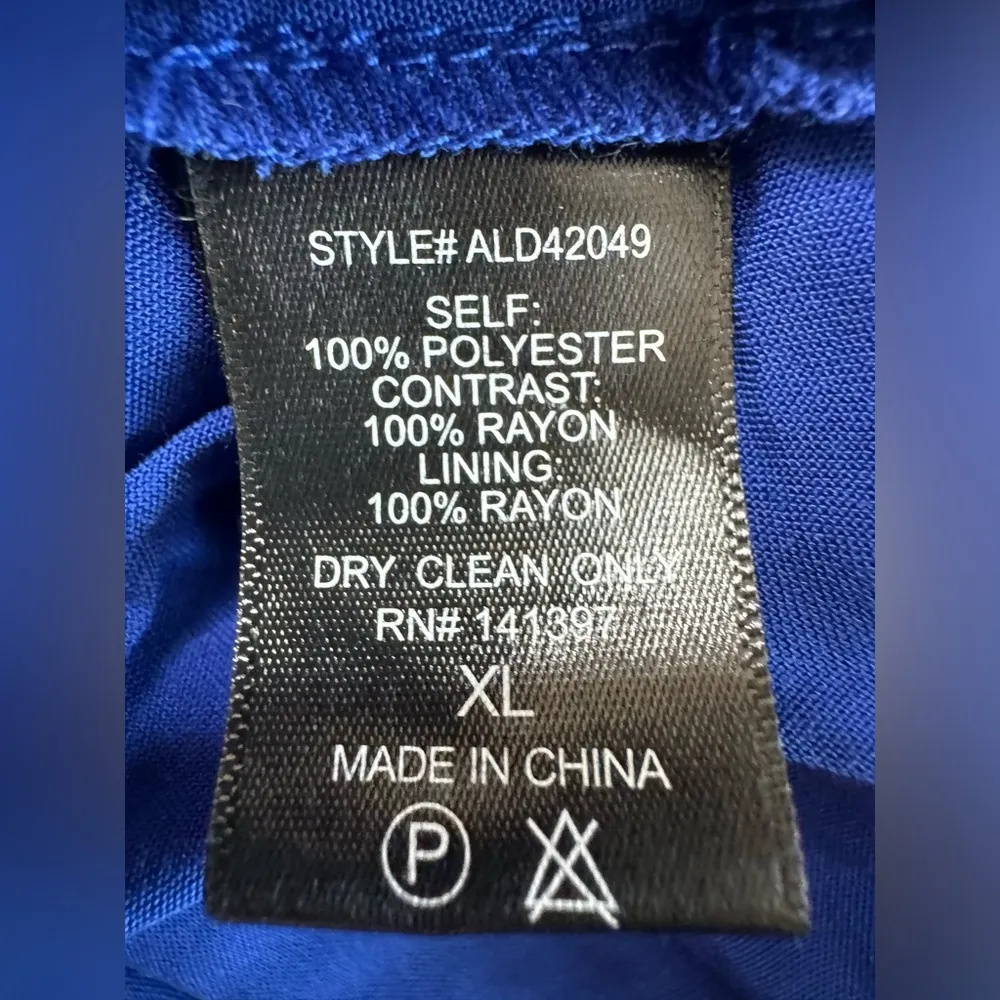 STYLE# ALD42049
SELF:
100% POLYESTER
CONTRAST:
100% RAYON
LINING
100% RAYON
DRY CLEAN ONLY
RN# 141397
XL
MADE IN CHINA
P